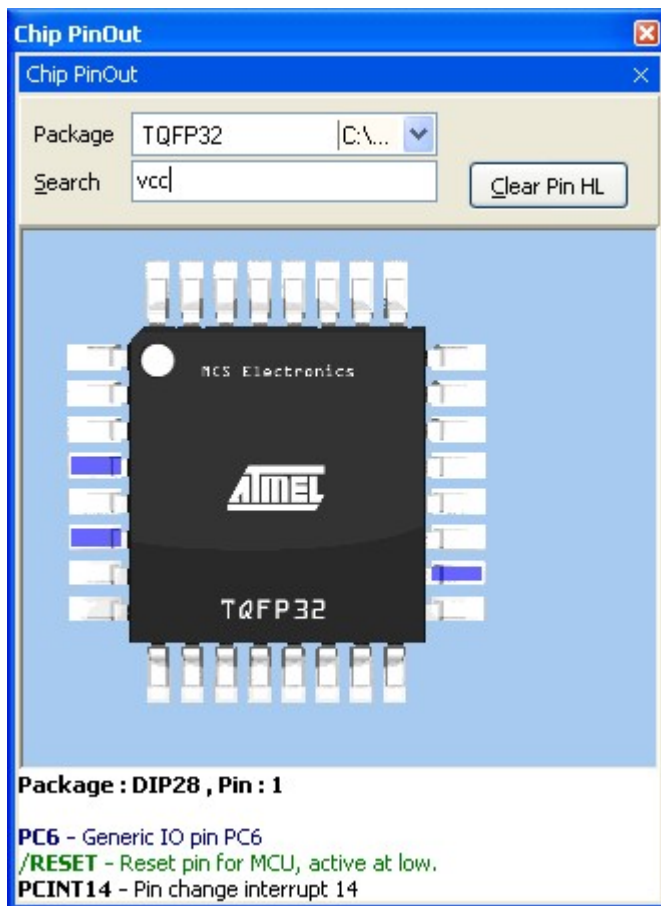 Chip PinOut
Chip PinOut
Package TQFP32 C:\...
Search vcc Clear Pin HL
MCS Electronics
ATMEL
TQFP32
Package : DIP28 , Pin : 1
PC6 - Generic IO pin PC6
/RESET - Reset pin for MCU, active at low.
PCINT14 - Pin change interrupt 14